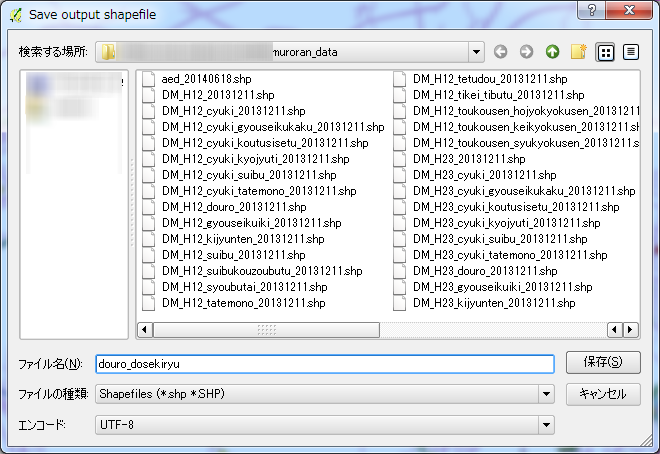 Save output shapefile
検索する場所:
muroran_data
aed_20140618.shp
DM_H12_20131211.shp
DM_H12_cyuki_20131211.shp
DM_H12_cyuki_gyouseikukaku_20131211.shp
DM_H12_cyuki_koutusisetu_20131211.shp
DM_H12_cyuki_kyojyuti_20131211.shp
DM_H12_cyuki_suibu_20131211.shp
DM_H12_cyuki_tatemono_20131211.shp
DM_H12_douro_20131211.shp
DM_H12_gyouseikuiki_20131211.shp
DM_H12_kijyunten_20131211.shp
DM_H12_suibu_20131211.shp
DM_H12_suibukouzoubutu_20131211.shp
DM_H12_syoubutai_20131211.shp
DM_H12_tatemono_20131211.shp
DM_H12_tetudou_20131211.shp
DM_H12_tikei_tibutu_20131211.shp
DM_H12_toukousen_hojyokyokusen_2013121
DM_H12_toukousen_keikyokusen_20131211.
DM_H12_toukousen_syukyokusen_20131211.s
DM_H23_20131211.shp
DM_H23_cyuki_20131211.shp
DM_H23_cyuki_gyouseikukaku_20131211.shp
DM_H23_cyuki_koutusisetu_20131211.shp
DM_H23_cyuki_kyojyuti_20131211.shp
DM_H23_cyuki_suibu_20131211.shp
DM_H23_cyuki_tatemono_20131211.shp
DM_H23_douro_20131211.shp
DM_H23_gyouseikuiki_20131211.shp
DM_H23_kijyunten_20131211.shp
ファイル名(N):
douro_dosekiryu
保存(S)
ファイルの種類:
Shapefiles (*.shp *.SHP)
キャンセル
エンコード:
UTF-8